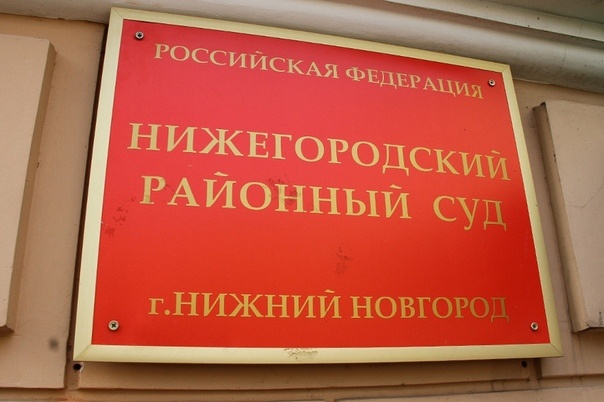 РОССИЙСКАЯ ФЕДЕРАЦИЯ
НИЖЕГОРОДСКИЙ
РАЙОННЫЙ СУД
г.НИЖНИЙ НОВГОРОД